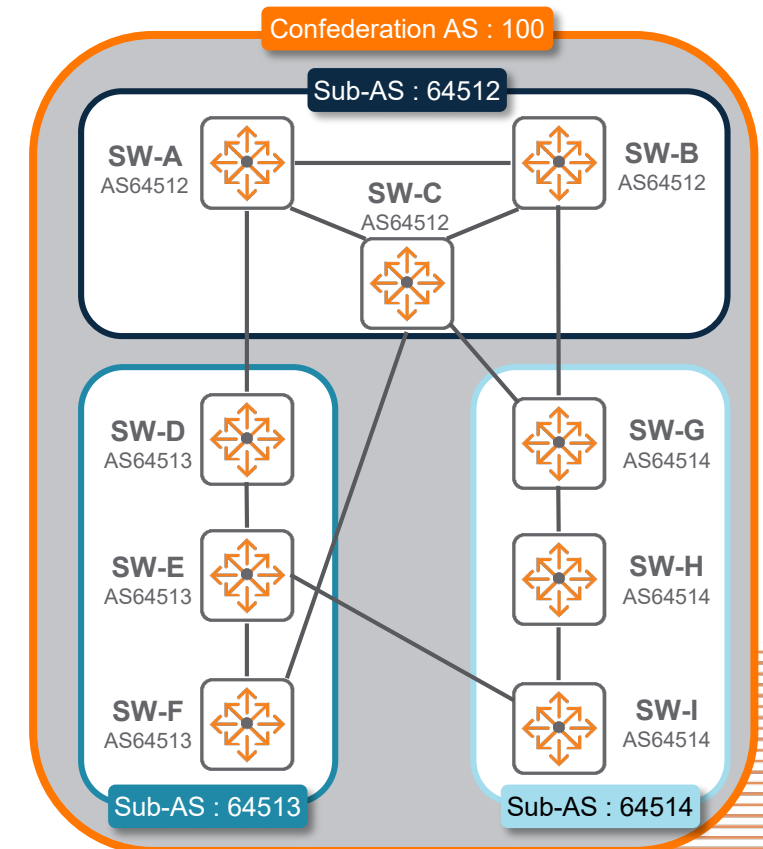 Confederation AS : 100
Sub-AS : 64512
SW-A
AS64512
SW-B
AS64512
SW-C
AS64512
SW-D
AS64513
SW-E
AS64513
SW-F
AS64513
Sub-AS : 64513
SW-G
AS64514
SW-H
AS64514
SW-I
AS64514
Sub-AS : 64514